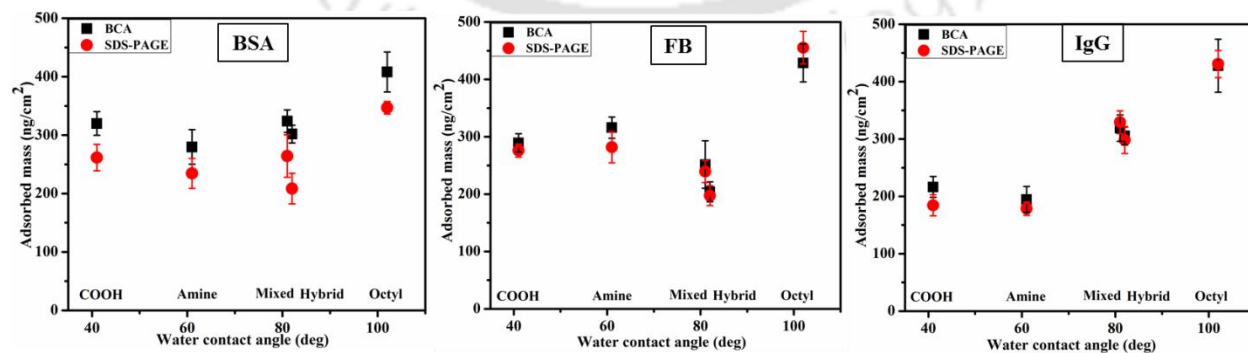 BCA
SDS-PAGE
BSA
Adsorbed mass (ng/cm²)
500
400
300
200
100
0
COOH Amine Mixed Hybrid Octyl
40 60 80 100
Water contact angle (deg)
BCA
SDS-PAGE
FB
Adsorbed mass (ng/cm²)
500
400
300
200
100
0
COOH Amine Mixed Hybrid Octyl
40 60 80 100
Water contact angle (deg)
BCA
SDS-PAGE
IgG
Adsorbed mass (ng/cm²)
500
400
300
200
100
0
COOH Amine Mixed Hybrid Octyl
40 60 80 100
Water contact angle (deg)